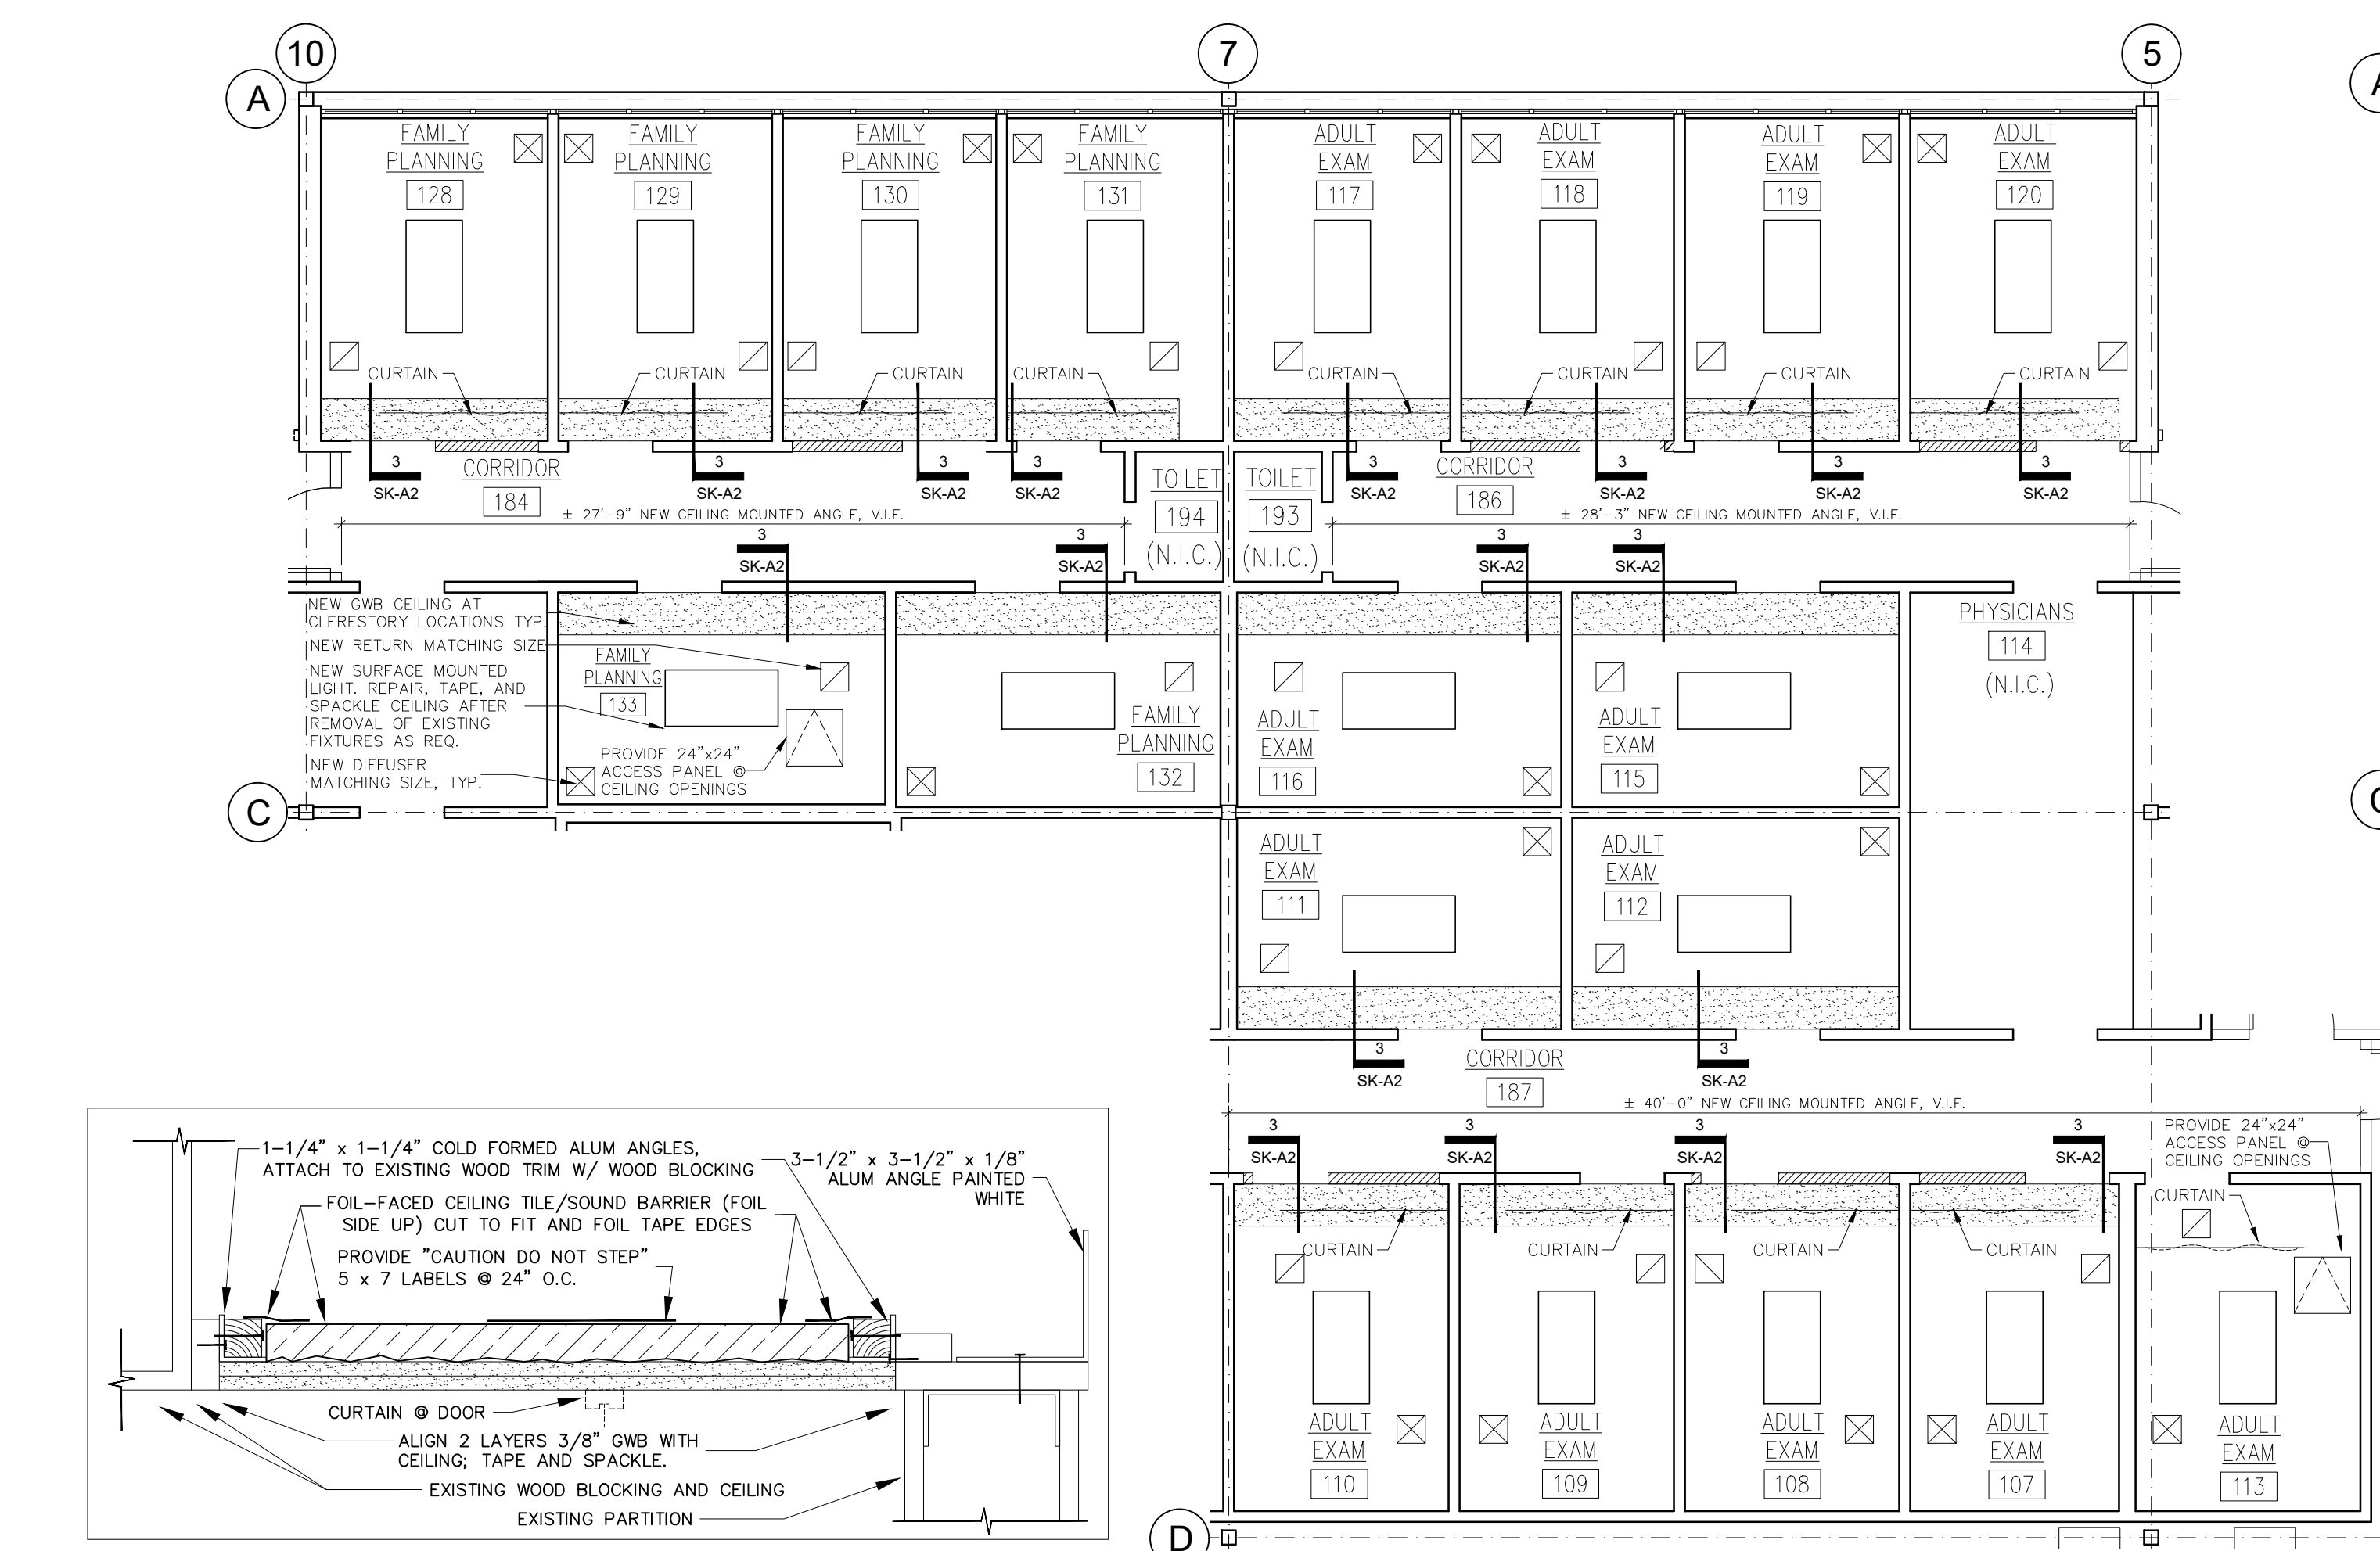 10
7
5
A
FAMILY
PLANNING
128
FAMILY
PLANNING
129
FAMILY
PLANNING
130
FAMILY
PLANNING
131
ADULT
EXAM
117
ADULT
EXAM
118
ADULT
EXAM
119
ADULT
EXAM
120
CURTAIN
CURTAIN
CURTAIN
CURTAIN
CURTAIN
CURTAIN
CURTAIN
CURTAIN
3
SK-A2
3
SK-A2
3
SK-A2
3
SK-A2
3
SK-A2
3
SK-A2
3
SK-A2
3
SK-A2
CORRIDOR
184
TOILET
194
(N.I.C.)
TOILET
193
(N.I.C.)
CORRIDOR
186
± 27'-9" NEW CEILING MOUNTED ANGLE, V.I.F.
± 28'-3" NEW CEILING MOUNTED ANGLE, V.I.F.
3
SK-A2
3
SK-A2
3
SK-A2
3
SK-A2
NEW GWB CEILING AT
CLERESTORY LOCATIONS TYP.
NEW RETURN MATCHING SIZE
NEW SURFACE MOUNTED
LIGHT. REPAIR, TAPE, AND
SPACKLE CEILING AFTER
REMOVAL OF EXISTING
FIXTURES AS REQ.
NEW DIFFUSER
MATCHING SIZE, TYP.
FAMILY
PLANNING
133
PROVIDE 24"x24"
ACCESS PANEL @
CEILING OPENINGS
FAMILY
PLANNING
132
ADULT
EXAM
116
ADULT
EXAM
115
PHYSICIANS
114
(N.I.C.)
C
ADULT
EXAM
111
ADULT
EXAM
112
3
SK-A2
3
SK-A2
CORRIDOR
187
± 40'-0" NEW CEILING MOUNTED ANGLE, V.I.F.
3
SK-A2
3
SK-A2
3
SK-A2
3
SK-A2
PROVIDE 24"x24"
ACCESS PANEL @
CEILING OPENINGS
CURTAIN
CURTAIN
CURTAIN
CURTAIN
CURTAIN
ADULT
EXAM
110
ADULT
EXAM
109
ADULT
EXAM
108
ADULT
EXAM
107
ADULT
EXAM
113
D
1-1/4" x 1-1/4" COLD FORMED ALUM ANGLES,
ATTACH TO EXISTING WOOD TRIM W/ WOOD BLOCKING
3-1/2" x 3-1/2" x 1/8"
ALUM ANGLE PAINTED
WHITE
FOIL-FACED CEILING TILE/SOUND BARRIER (FOIL
SIDE UP) CUT TO FIT AND FOIL TAPE EDGES
PROVIDE "CAUTION DO NOT STEP"
5 x 7 LABELS @ 24" O.C.
CURTAIN @ DOOR
ALIGN 2 LAYERS 3/8" GWB WITH
CEILING; TAPE AND SPACKLE.
EXISTING WOOD BLOCKING AND CEILING
EXISTING PARTITION